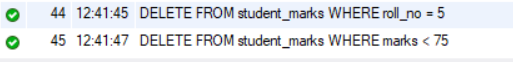 44 12:41:45 DELETE FROM student_marks WHERE roll_no = 5
45 12:41:47 DELETE FROM student_marks WHERE marks < 75